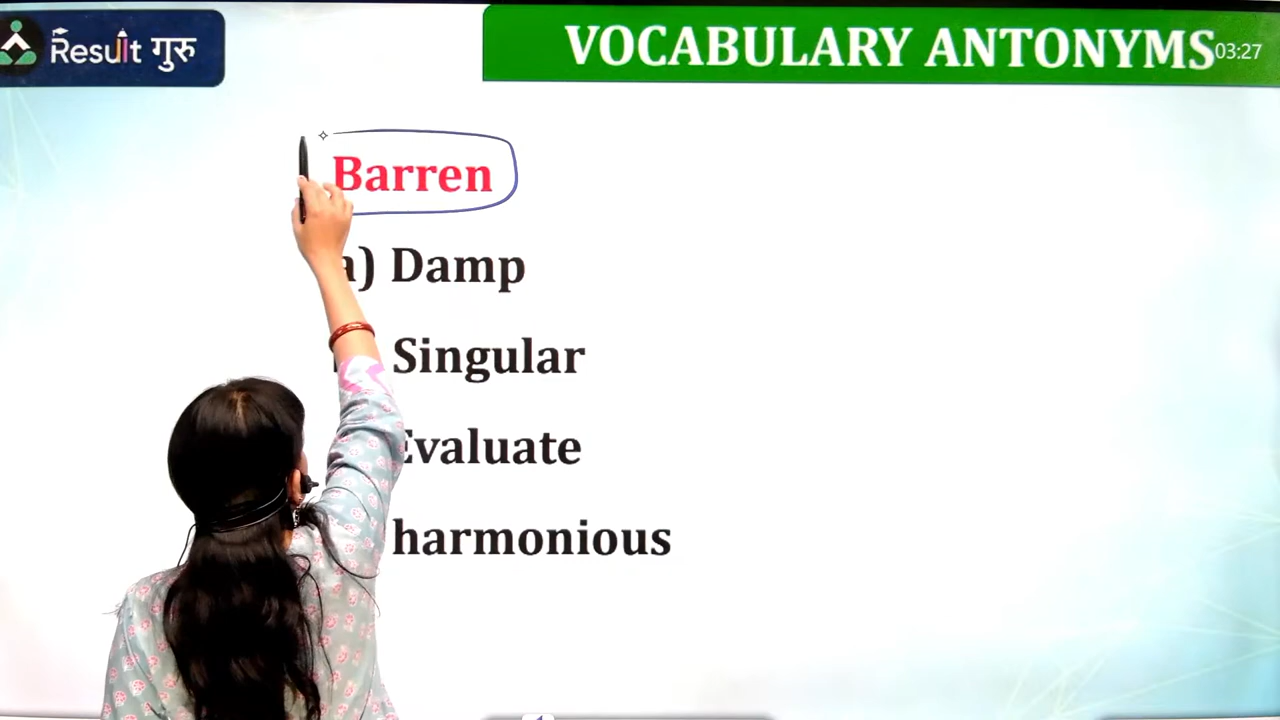 Result गुरु
VOCABULARY ANTONYMS
03:27
Barren
a) Damp
Singular
Evaluate
harmonious